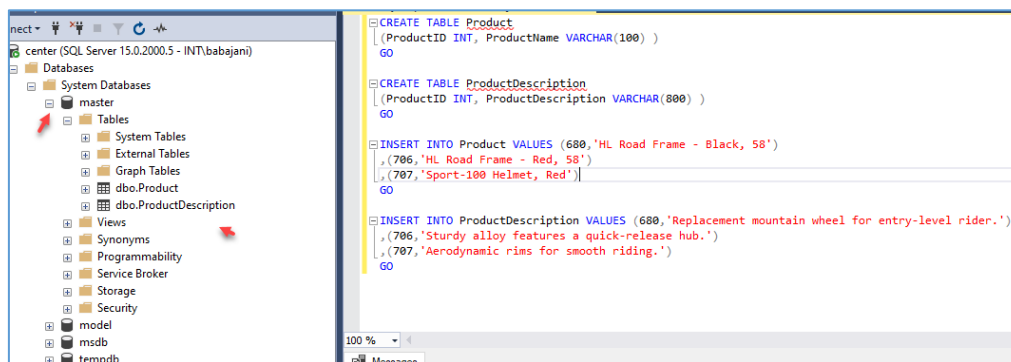 nect
center (SQL Server 15.0.2000.5 - INT\babajani)
Databases
System Databases
master
Tables
System Tables
External Tables
Graph Tables
dbo.Product
dbo.ProductDescription
Views
Synonyms
Programmability
Service Broker
Storage
Security
model
msdb
tempdb
CREATE TABLE Product
(ProductID INT, ProductName VARCHAR(100) )
GO
CREATE TABLE ProductDescription
(ProductID INT, ProductDescription VARCHAR(800) )
GO
INSERT INTO Product VALUES (680,'HL Road Frame - Black, 58')
,(706,'HL Road Frame - Red, 58')
,(707,'Sport-100 Helmet, Red')
GO
INSERT INTO ProductDescription VALUES (680,'Replacement mountain wheel for entry-level rider.')
,(706,'Sturdy alloy features a quick-release hub.')
,(707,'Aerodynamic rims for smooth riding.')
GO
100 %
Messages